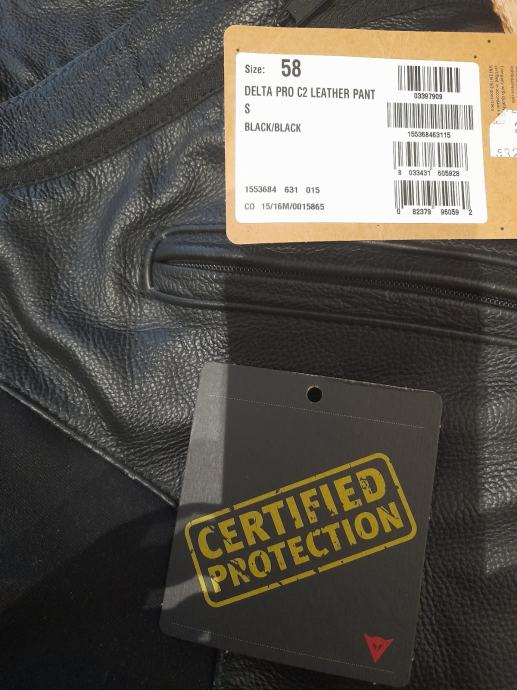 Size: 58
DELTA PRO C2 LEATHER PANT
S
BLACK/BLACK
1553684 631 015
CO 15/16M/0015865
03397909
155368463115
8 033431 605928
0 82379 96059 2
CERTIFIED
PROTECTION